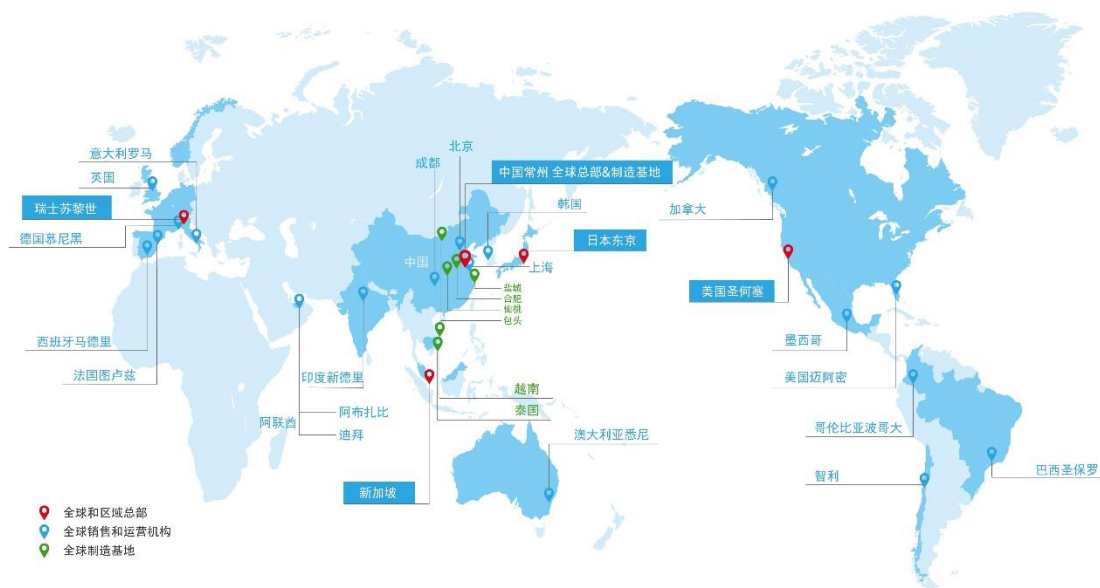 意大利罗马
英国
瑞士苏黎世
德国慕尼黑
西班牙马德里
法国图卢兹
成都
北京
中国常州 全球总部&制造基地
韩国
日本东京
中国
上海
盐城
合肥
仙桃
包头
印度新德里
阿联酋
阿布扎比
迪拜
越南
泰国
新加坡
澳大利亚悉尼
加拿大
美国圣何塞
墨西哥
美国迈阿密
哥伦比亚波哥大
智利
巴西圣保罗
全球和区域总部
全球销售和运营机构
全球制造基地